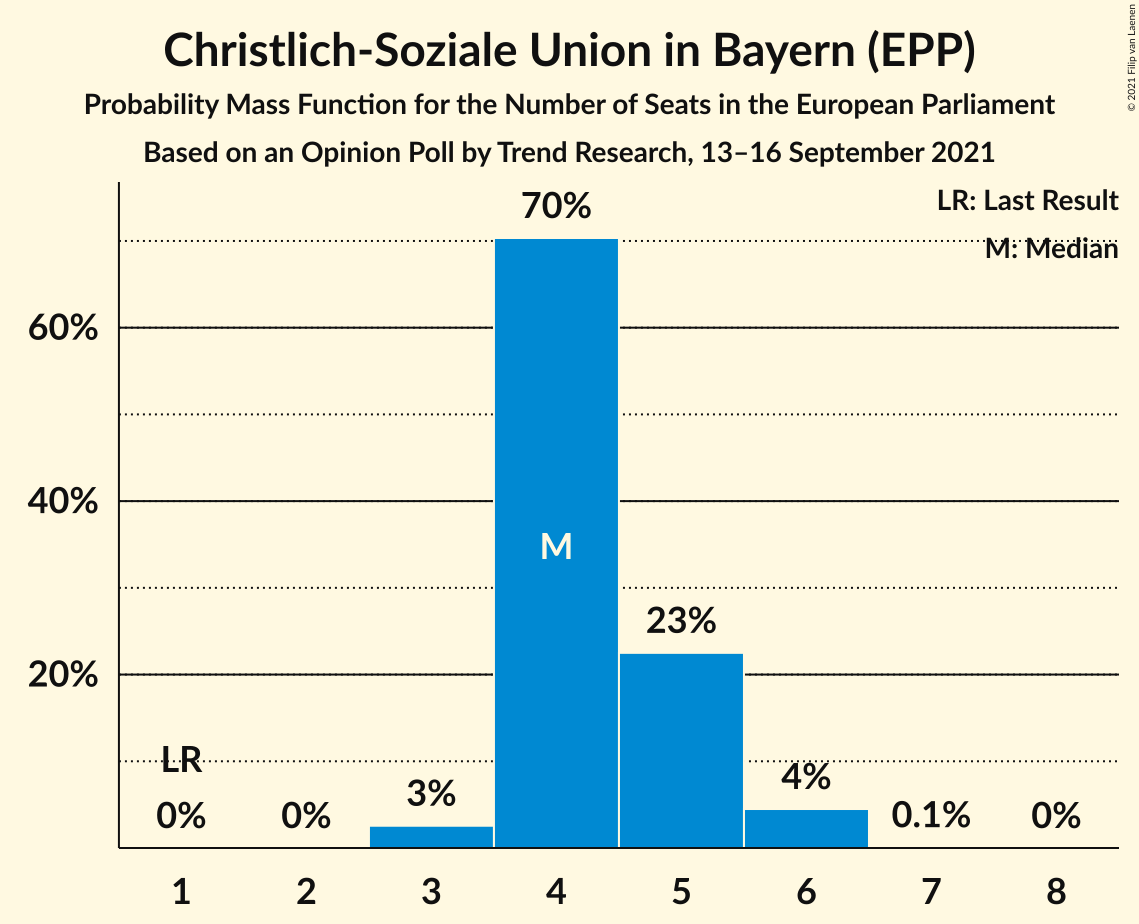 Christlich-Soziale Union in Bayern (EPP)
Probability Mass Function for the Number of Seats in the European Parliament
Based on an Opinion Poll by Trend Research, 13–16 September 2021
© 2021 Filip van Laenen
LR: Last Result
M: Median
70%
60%
40%
M
23%
20%
LR
0%
0%
3%
4%
0.1%
0%
1 2 3 4 5 6 7 8